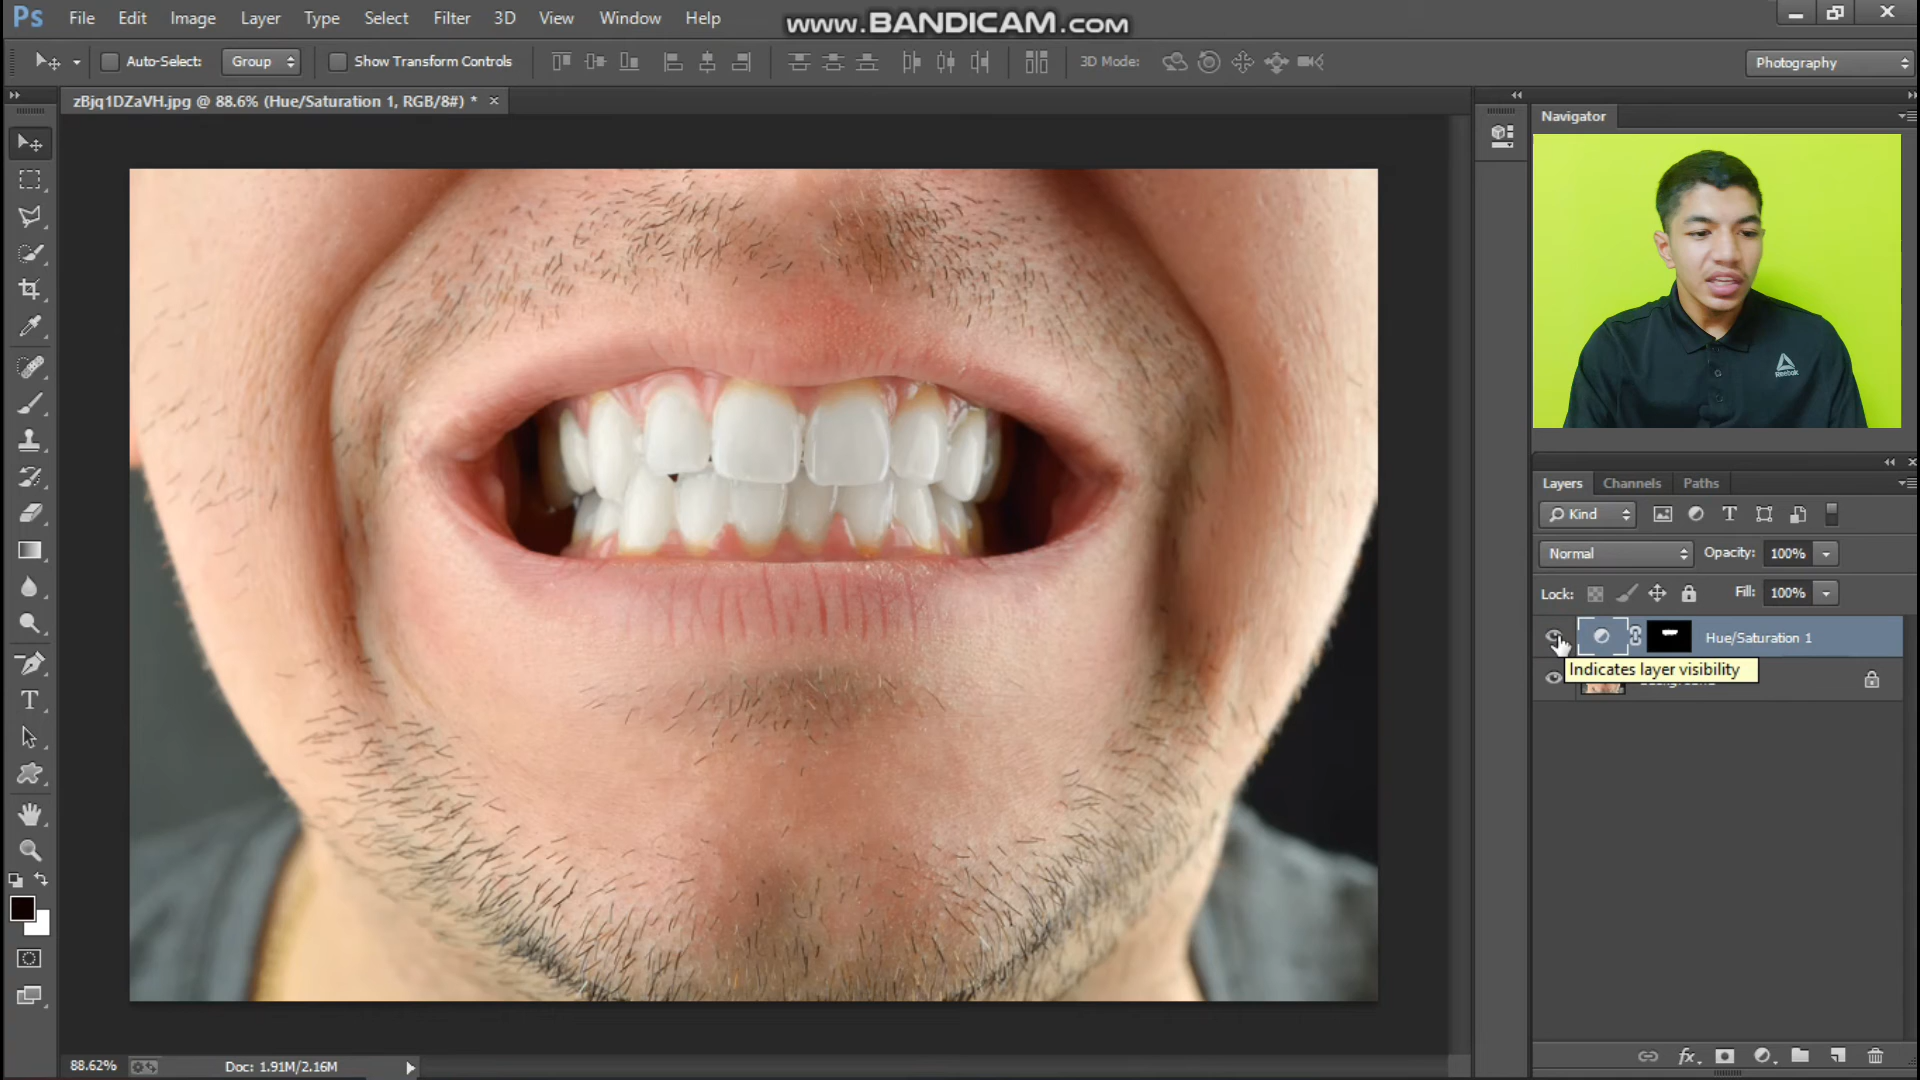 Ps File Edit Image Layer Type Select Filter 3D View Window Help
www.BANDICAM.com
Auto-Select: Group Show Transform Controls 3D Mode: Photography
zBjq1DZaVH.jpg @ 88.6% (Hue/Saturation 1, RGB/8#) *
Navigator
Reebok
Layers Channels Paths
Kind
Normal Opacity: 100%
Lock: Fill: 100%
Hue/Saturation 1
Indicates layer visibility
88.62% Doc: 1.91M/2.16M